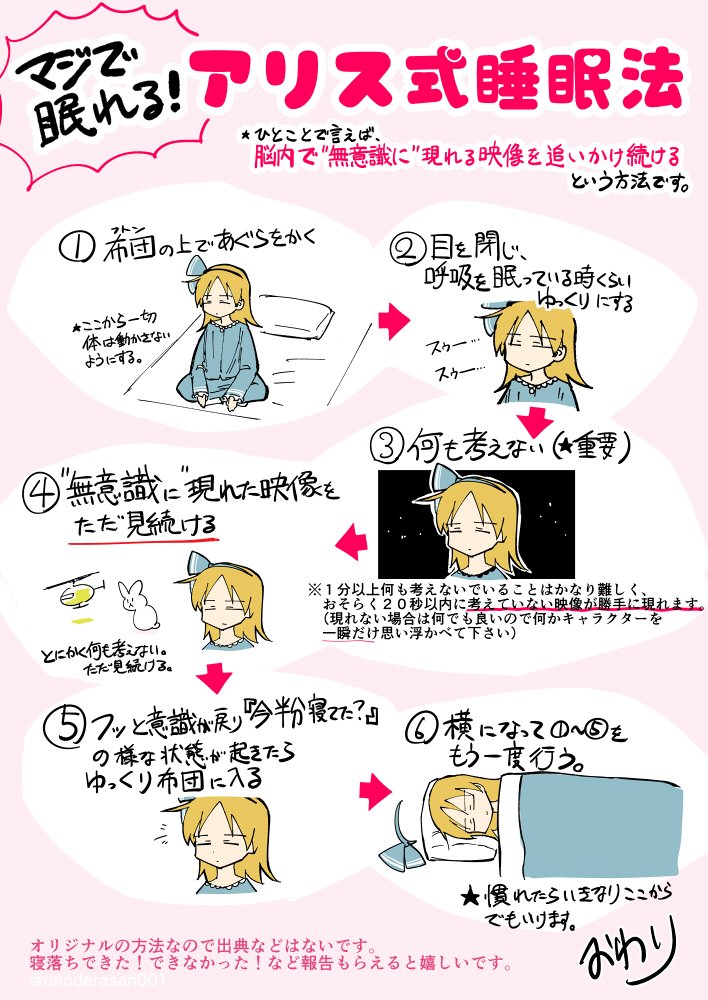 マジで
眠れる!
アリス式睡眠法
★ひとことで言えば、
脳内で"無意識に"現れる映像を追いかけ続ける
という方法です。
①布団の上であぐらをかく
フトン
★ここから一切
体は動かさない
ようにする。
②目を閉じ、
呼吸を眠っている時くらい
ゆっくりにする
スゥー…
スゥー…
③何も考えない(★重要)
※1分以上何も考えないでいることはかなり難しく、
おそらく20秒以内に考えていない映像が勝手に現れます。
(現れない場合は何でも良いので何かキャラクターを
一瞬だけ思い浮かべて下さい)
④"無意識に"現れた映像を
ただ見続ける
とにかく何も考えない。
ただ見続ける。
⑤フッと意識が戻り『今半分寝てた?』
の様な状態が起きたら
ゆっくり布団に入る
⑥横になって①~⑤を
もう一度行う。
★慣れたらいきなりここから
でもいけます。
おわり
オリジナルの方法なので出典などはないです。
寝落ちできた!できなかった!など報告もらえると嬉しいです。
@onoderasan001